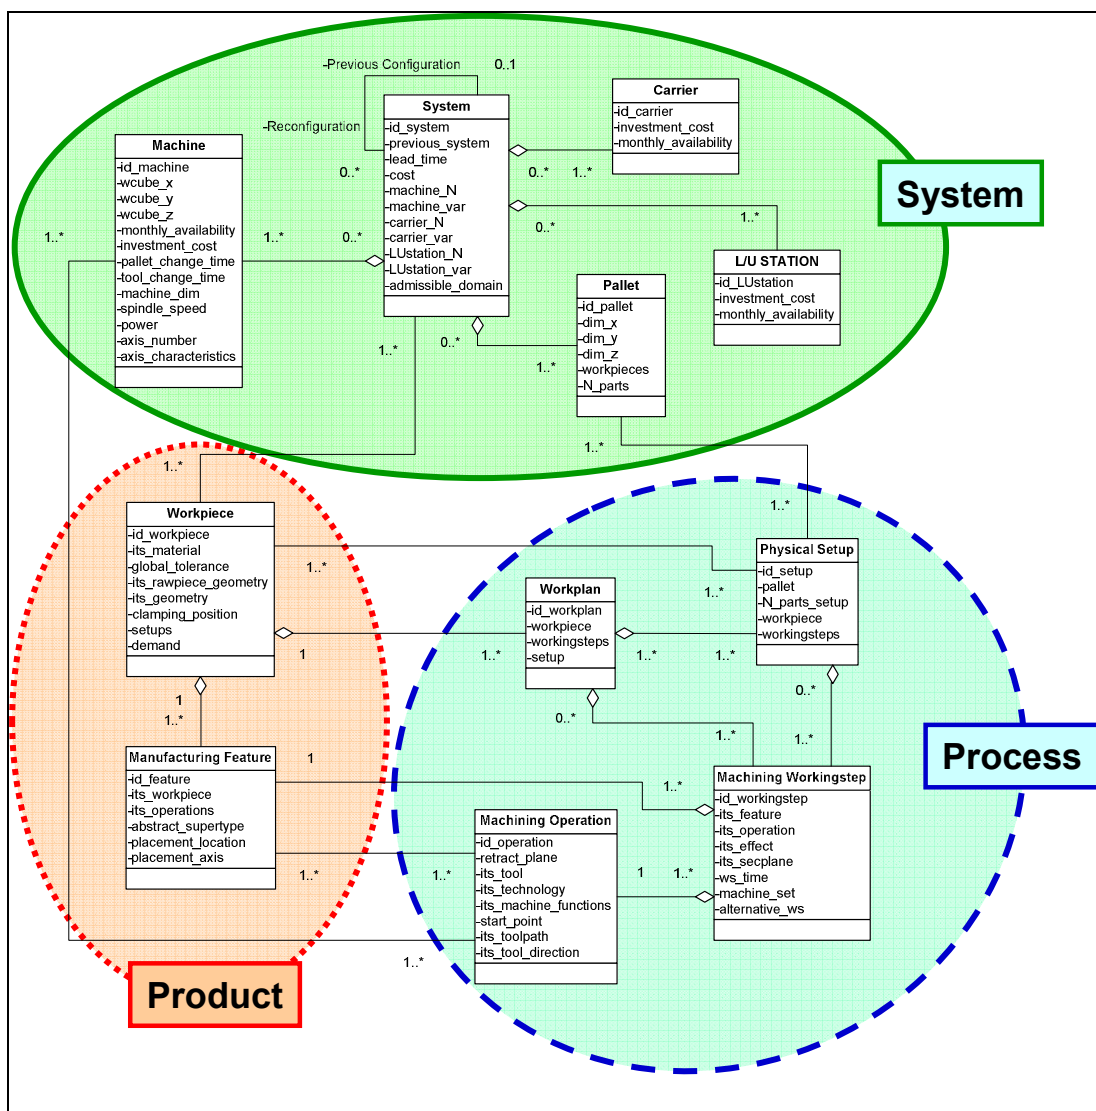 -Previous Configuration
0..1
-Reconfiguration
0..*
System
-id_system
-previous_system
-lead_time
-cost
-machine_N
-machine_var
-carrier_N
-carrier_var
-LUstation_N
-LUstation_var
-admissible_domain
Carrier
-id_carrier
-investment_cost
-monthly_availability
0..*
1..*
Machine
-id_machine
-wcube_x
-wcube_y
-wcube_z
-monthly_availability
-investment_cost
-pallet_change_time
-tool_change_time
-machine_dim
-spindle_speed
-power
-axis_number
-axis_characteristics
1..*
1..*
0..*
0..*
1..*
System
L/U STATION
-id_LUstation
-investment_cost
-monthly_availability
Pallet
-id_pallet
-dim_x
-dim_y
-dim_z
-workpieces
-N_parts
1..*
0..*
1..*
1..*
1..*
1..*
Workpiece
-id_workpiece
-its_material
-global_tolerance
-its_rawpiece_geometry
-its_geometry
-clamping_position
-setups
-demand
1..*
1..*
Physical Setup
-id_setup
-pallet
-N_parts_setup
-workpiece
-workingsteps
Workplan
-id_workplan
-workpiece
-workingsteps
-setup
1
1..*
1..*
1..*
1
1..*
0..*
1..*
0..*
1..*
Process
Manufacturing Feature
-id_feature
-its_workpiece
-its_operations
-abstract_supertype
-placement_location
-placement_axis
1
1..*
Machining Workingstep
-id_workingstep
-its_feature
-its_operation
-its_effect
-its_secplane
-ws_time
-machine_set
-alternative_ws
Machining Operation
-id_operation
-retract_plane
-its_tool
-its_technology
-its_machine_functions
-start_point
-its_toolpath
-its_tool_direction
1..*
1..*
1
1..*
1..*
Product